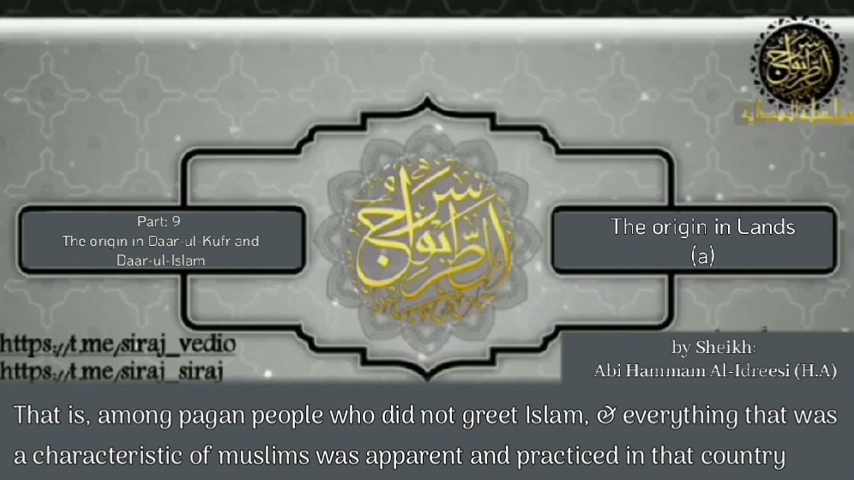 سراج
الطريق
Part: 9
The origin in Daar-ul-Kufr and
Daar-ul-Islam
The origin in Lands
(a)
https://t.me/siraj_vedio
https://t.me/siraj_siraj
by Sheikh:
Abi Hammam Al-Idreesi (H.A)
That is, among pagan people who did not greet Islam, & everything that was
a characteristic of muslims was apparent and practiced in that country